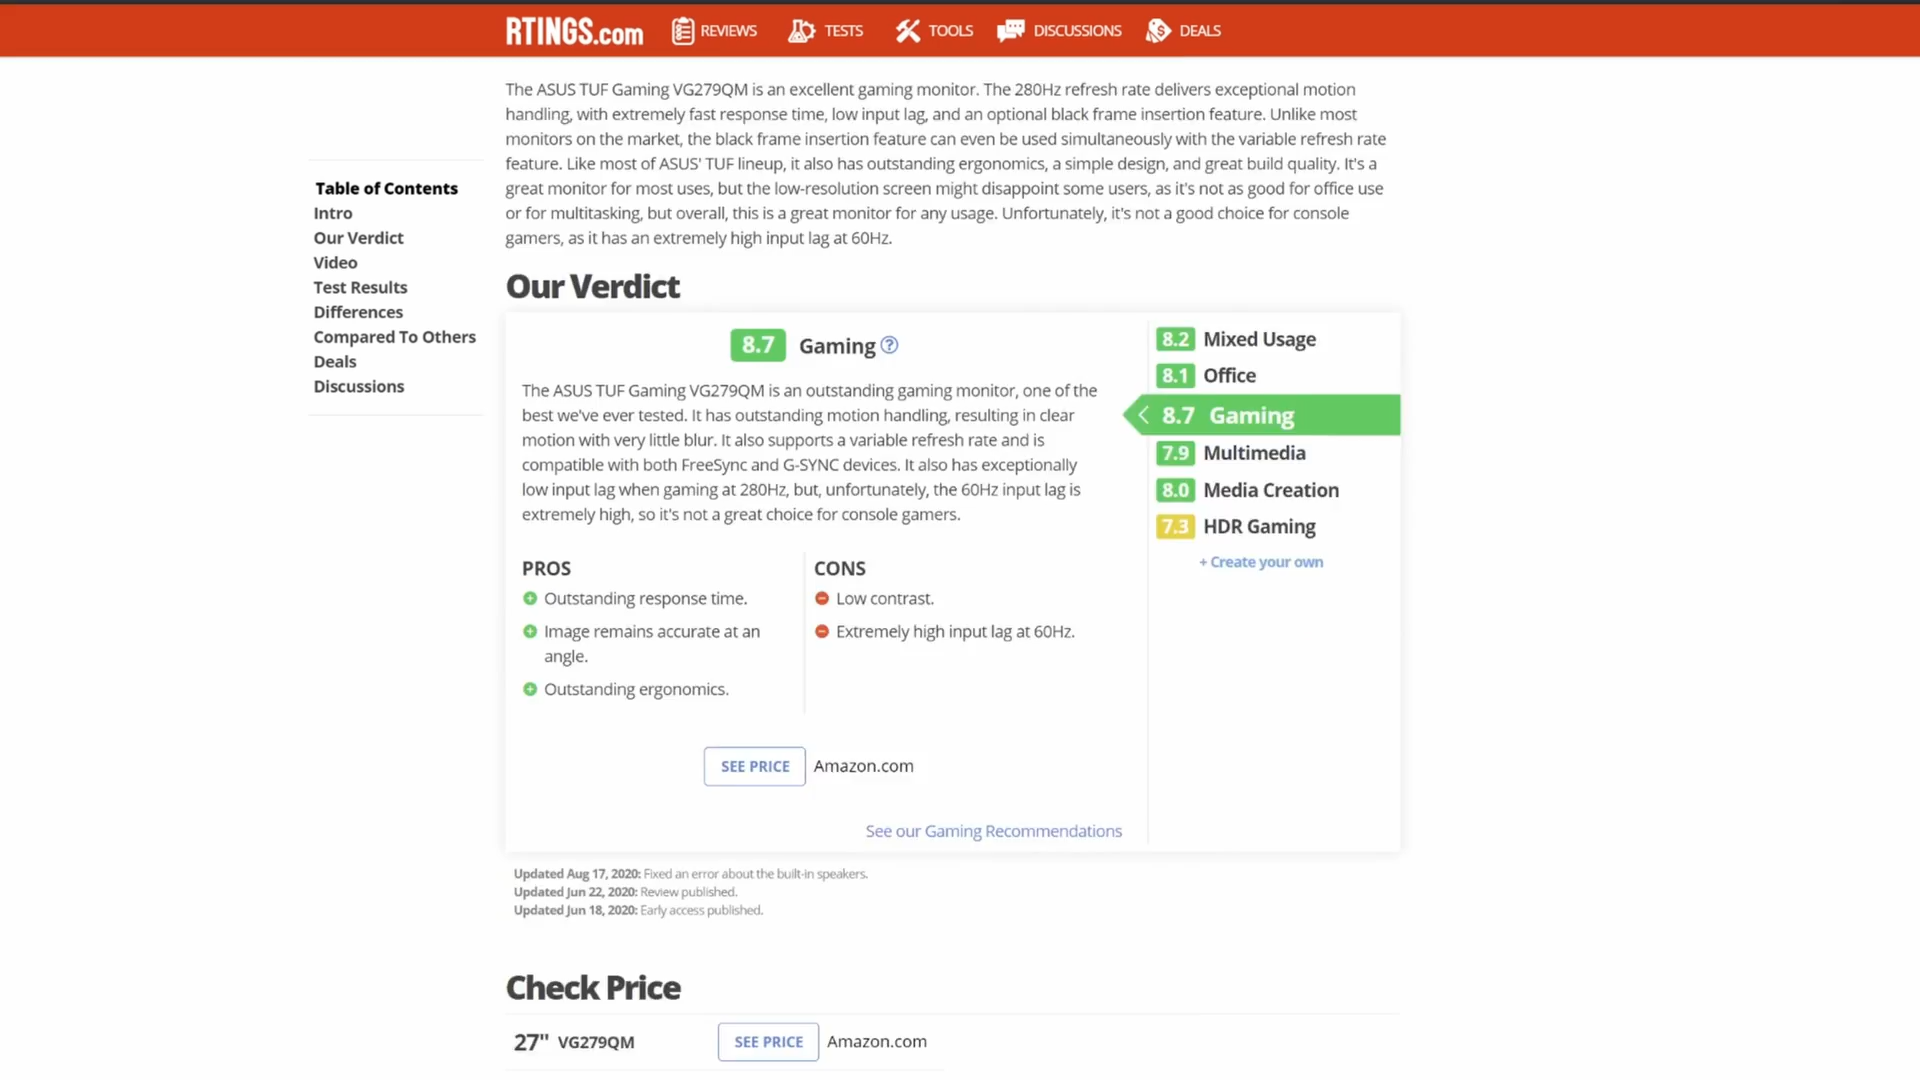 RTINGS.com REVIEWS TESTS TOOLS DISCUSSIONS DEALS
The ASUS TUF Gaming VG279QM is an excellent gaming monitor. The 280Hz refresh rate delivers exceptional motion
handling, with extremely fast response time, low input lag, and an optional black frame insertion feature. Unlike most
monitors on the market, the black frame insertion feature can even be used simultaneously with the variable refresh rate
feature. Like most of ASUS' TUF lineup, it also has outstanding ergonomics, a simple design, and great build quality. It's a
great monitor for most uses, but the low-resolution screen might disappoint some users, as it's not as good for office use
or for multitasking, but overall, this is a great monitor for any usage. Unfortunately, it's not a good choice for console
gamers, as it has an extremely high input lag at 60Hz.
Table of Contents
Intro
Our Verdict
Video
Test Results
Differences
Compared To Others
Deals
Discussions
Our Verdict
8.7 Gaming ?
The ASUS TUF Gaming VG279QM is an outstanding gaming monitor, one of the
best we've ever tested. It has outstanding motion handling, resulting in clear
motion with very little blur. It also supports a variable refresh rate and is
compatible with both FreeSync and G-SYNC devices. It also has exceptionally
low input lag when gaming at 280Hz, but, unfortunately, the 60Hz input lag is
extremely high, so it's not a great choice for console gamers.
PROS
Outstanding response time.
Image remains accurate at an
angle.
Outstanding ergonomics.
CONS
Low contrast.
Extremely high input lag at 60Hz.
SEE PRICE Amazon.com
See our Gaming Recommendations
8.2 Mixed Usage
8.1 Office
8.7 Gaming
7.9 Multimedia
8.0 Media Creation
7.3 HDR Gaming
+ Create your own
Updated Aug 17, 2020: Fixed an error about the built-in speakers.
Updated Jun 22, 2020: Review published.
Updated Jun 18, 2020: Early access published.
Check Price
27" VG279QM SEE PRICE Amazon.com